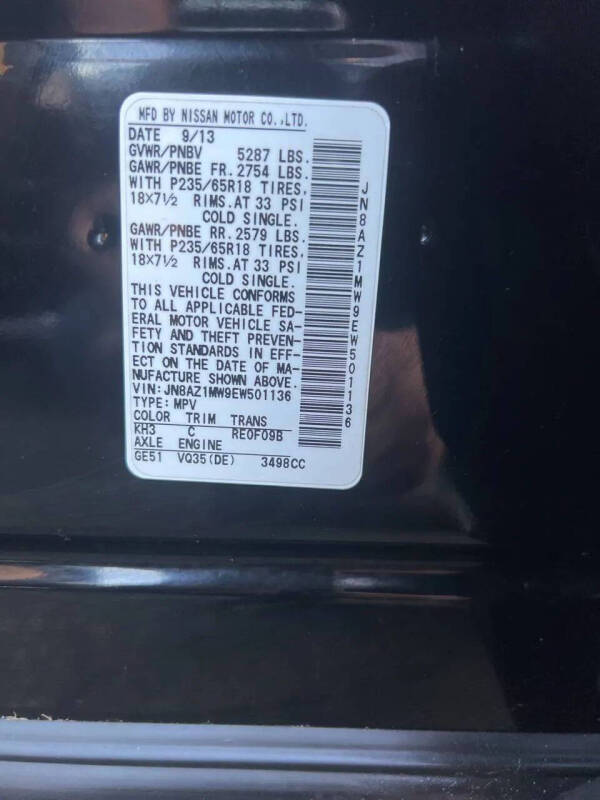 MFD BY NISSAN MOTOR CO.,LTD.
DATE 9/13
GVWR/PNBV 5287 LBS.
GAWR/PNBE FR. 2754 LBS.
WITH P235/65R18 TIRES,
18X7½ RIMS.AT 33 PSI
COLD SINGLE.
GAWR/PNBE RR. 2579 LBS.
WITH P235/65R18 TIRES,
18X7½ RIMS.AT 33 PSI
COLD SINGLE.
THIS VEHICLE CONFORMS
TO ALL APPLICABLE FED-
ERAL MOTOR VEHICLE SA-
FETY AND THEFT PREVEN-
TION STANDARDS IN EFF-
ECT ON THE DATE OF MA-
NUFACTURE SHOWN ABOVE.
VIN:JN8AZ1MW9EW501136
TYPE:MPV
COLOR TRIM TRANS
KH3 C RE0F09B
AXLE ENGINE
GE51 VQ35(DE) 3498CC
JN8AZ1MW9EW501136